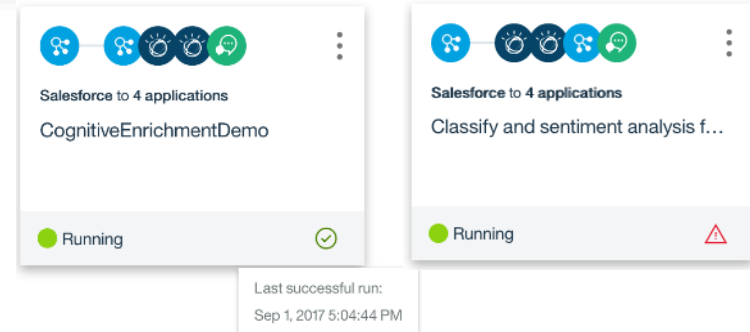 Salesforce to 4 applications
CognitiveEnrichmentDemo
Running
Last successful run:
Sep 1, 2017 5:04:44 PM
Salesforce to 4 applications
Classify and sentiment analysis f...
Running